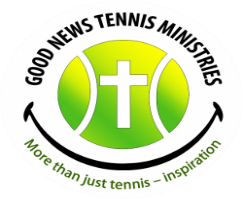 GOOD NEWS TENNIS MINISTRIES
More than just tennis – inspiration